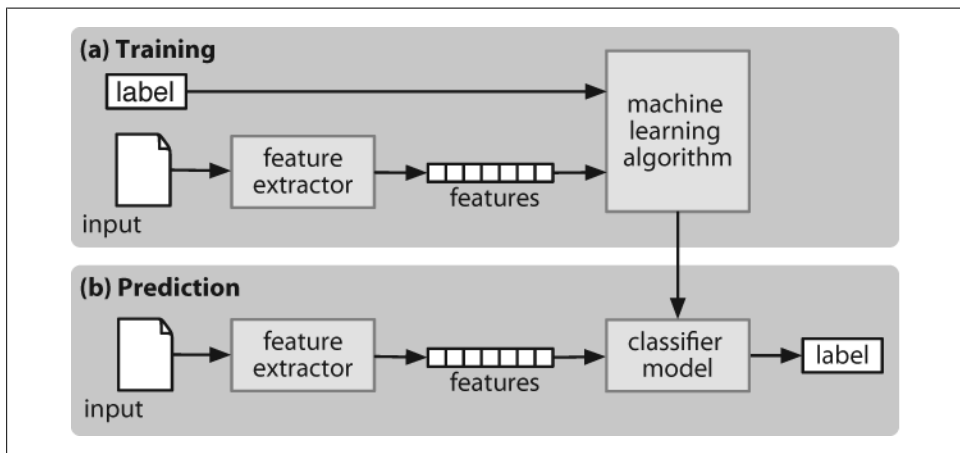 (a) Training
label
input
feature
extractor
features
machine
learning
algorithm
(b) Prediction
input
feature
extractor
features
classifier
model
label